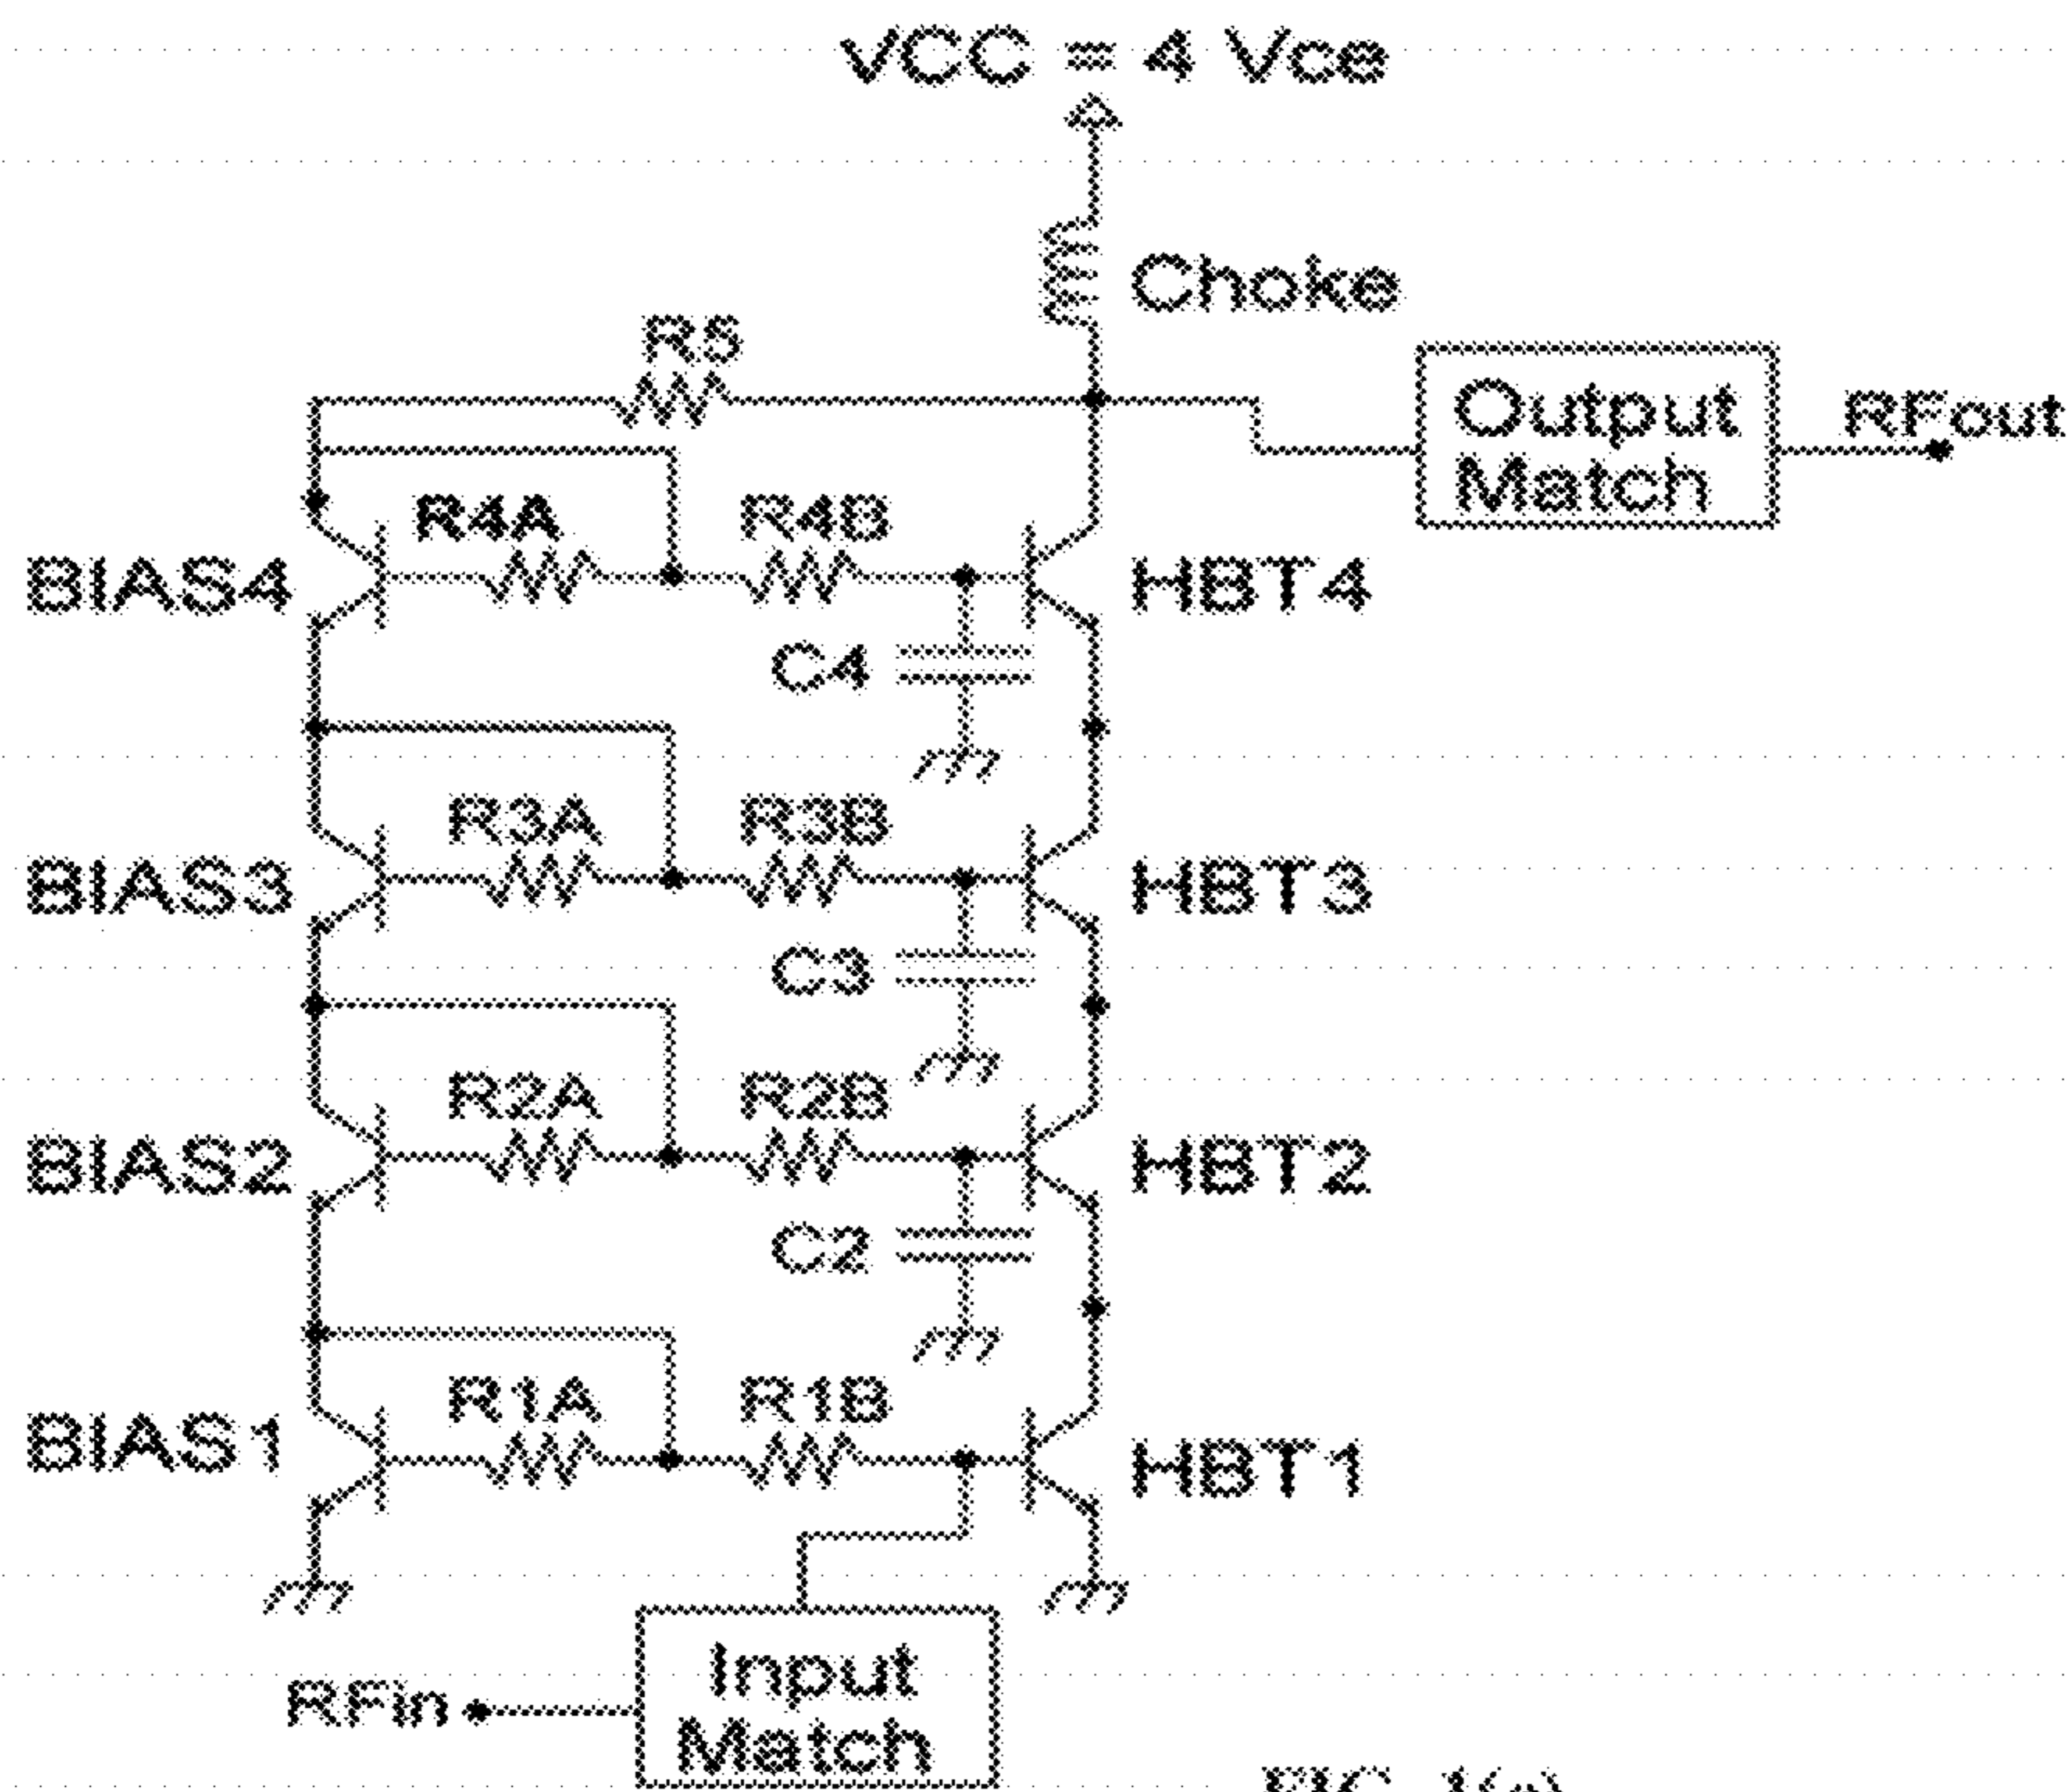 VCC = 4 Vce
Choke
R5
Output
Match
RFout
R4A
R4B
BIAS4
HBT4
C4
R3A
R3B
BIAS3
HBT3
C3
R2A
R2B
BIAS2
HBT2
C2
R1A
R1B
BIAS1
HBT1
Input
Match
RFin